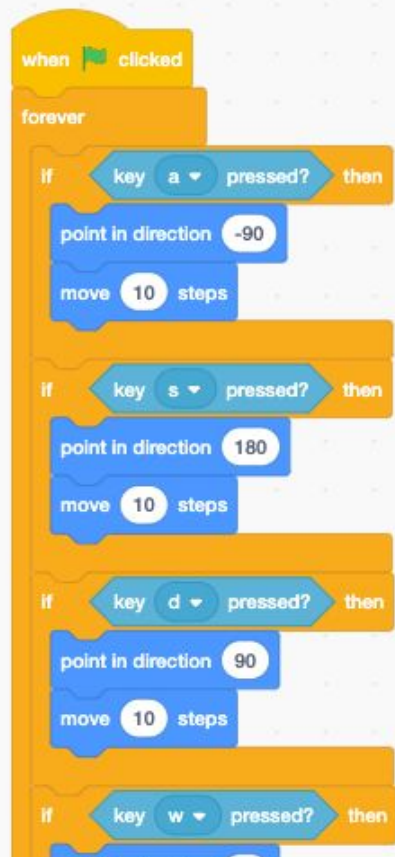 when clicked
forever
if key a pressed? then
point in direction -90
move 10 steps
if key s pressed? then
point in direction 180
move 10 steps
if key d pressed? then
point in direction 90
move 10 steps
if key w pressed? then